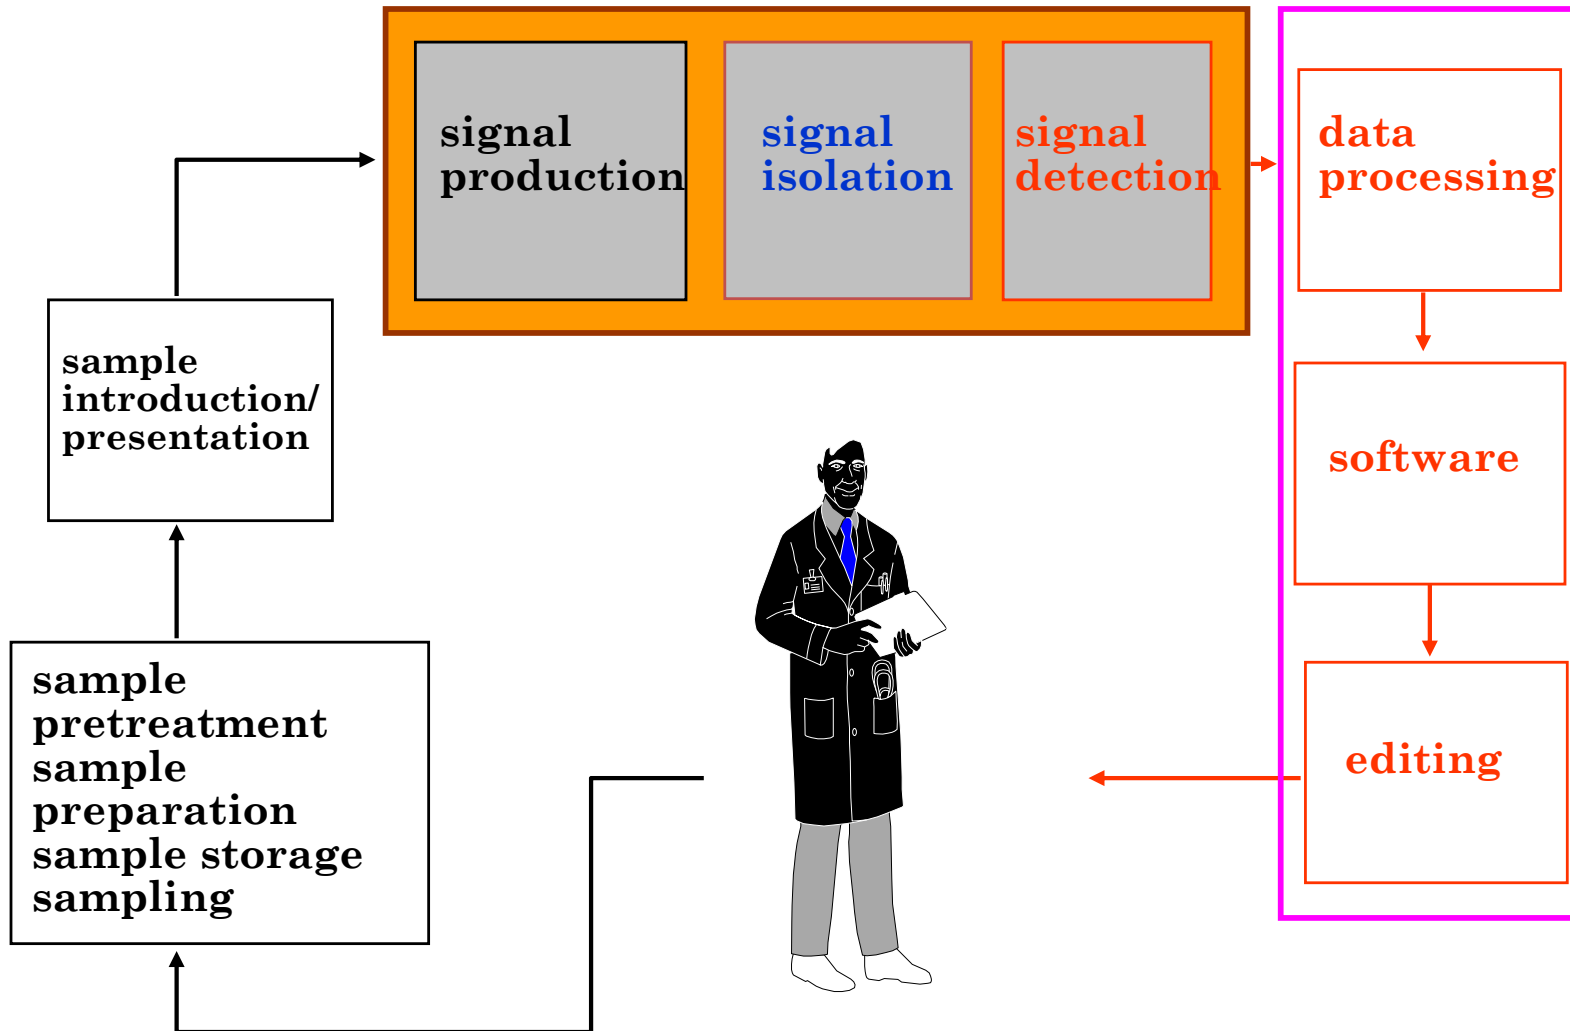 signal
production
signal
isolation
signal
detection
data
processing
sample
introduction/
presentation
software
sample
pretreatment
sample
preparation
sample storage
sampling
editing